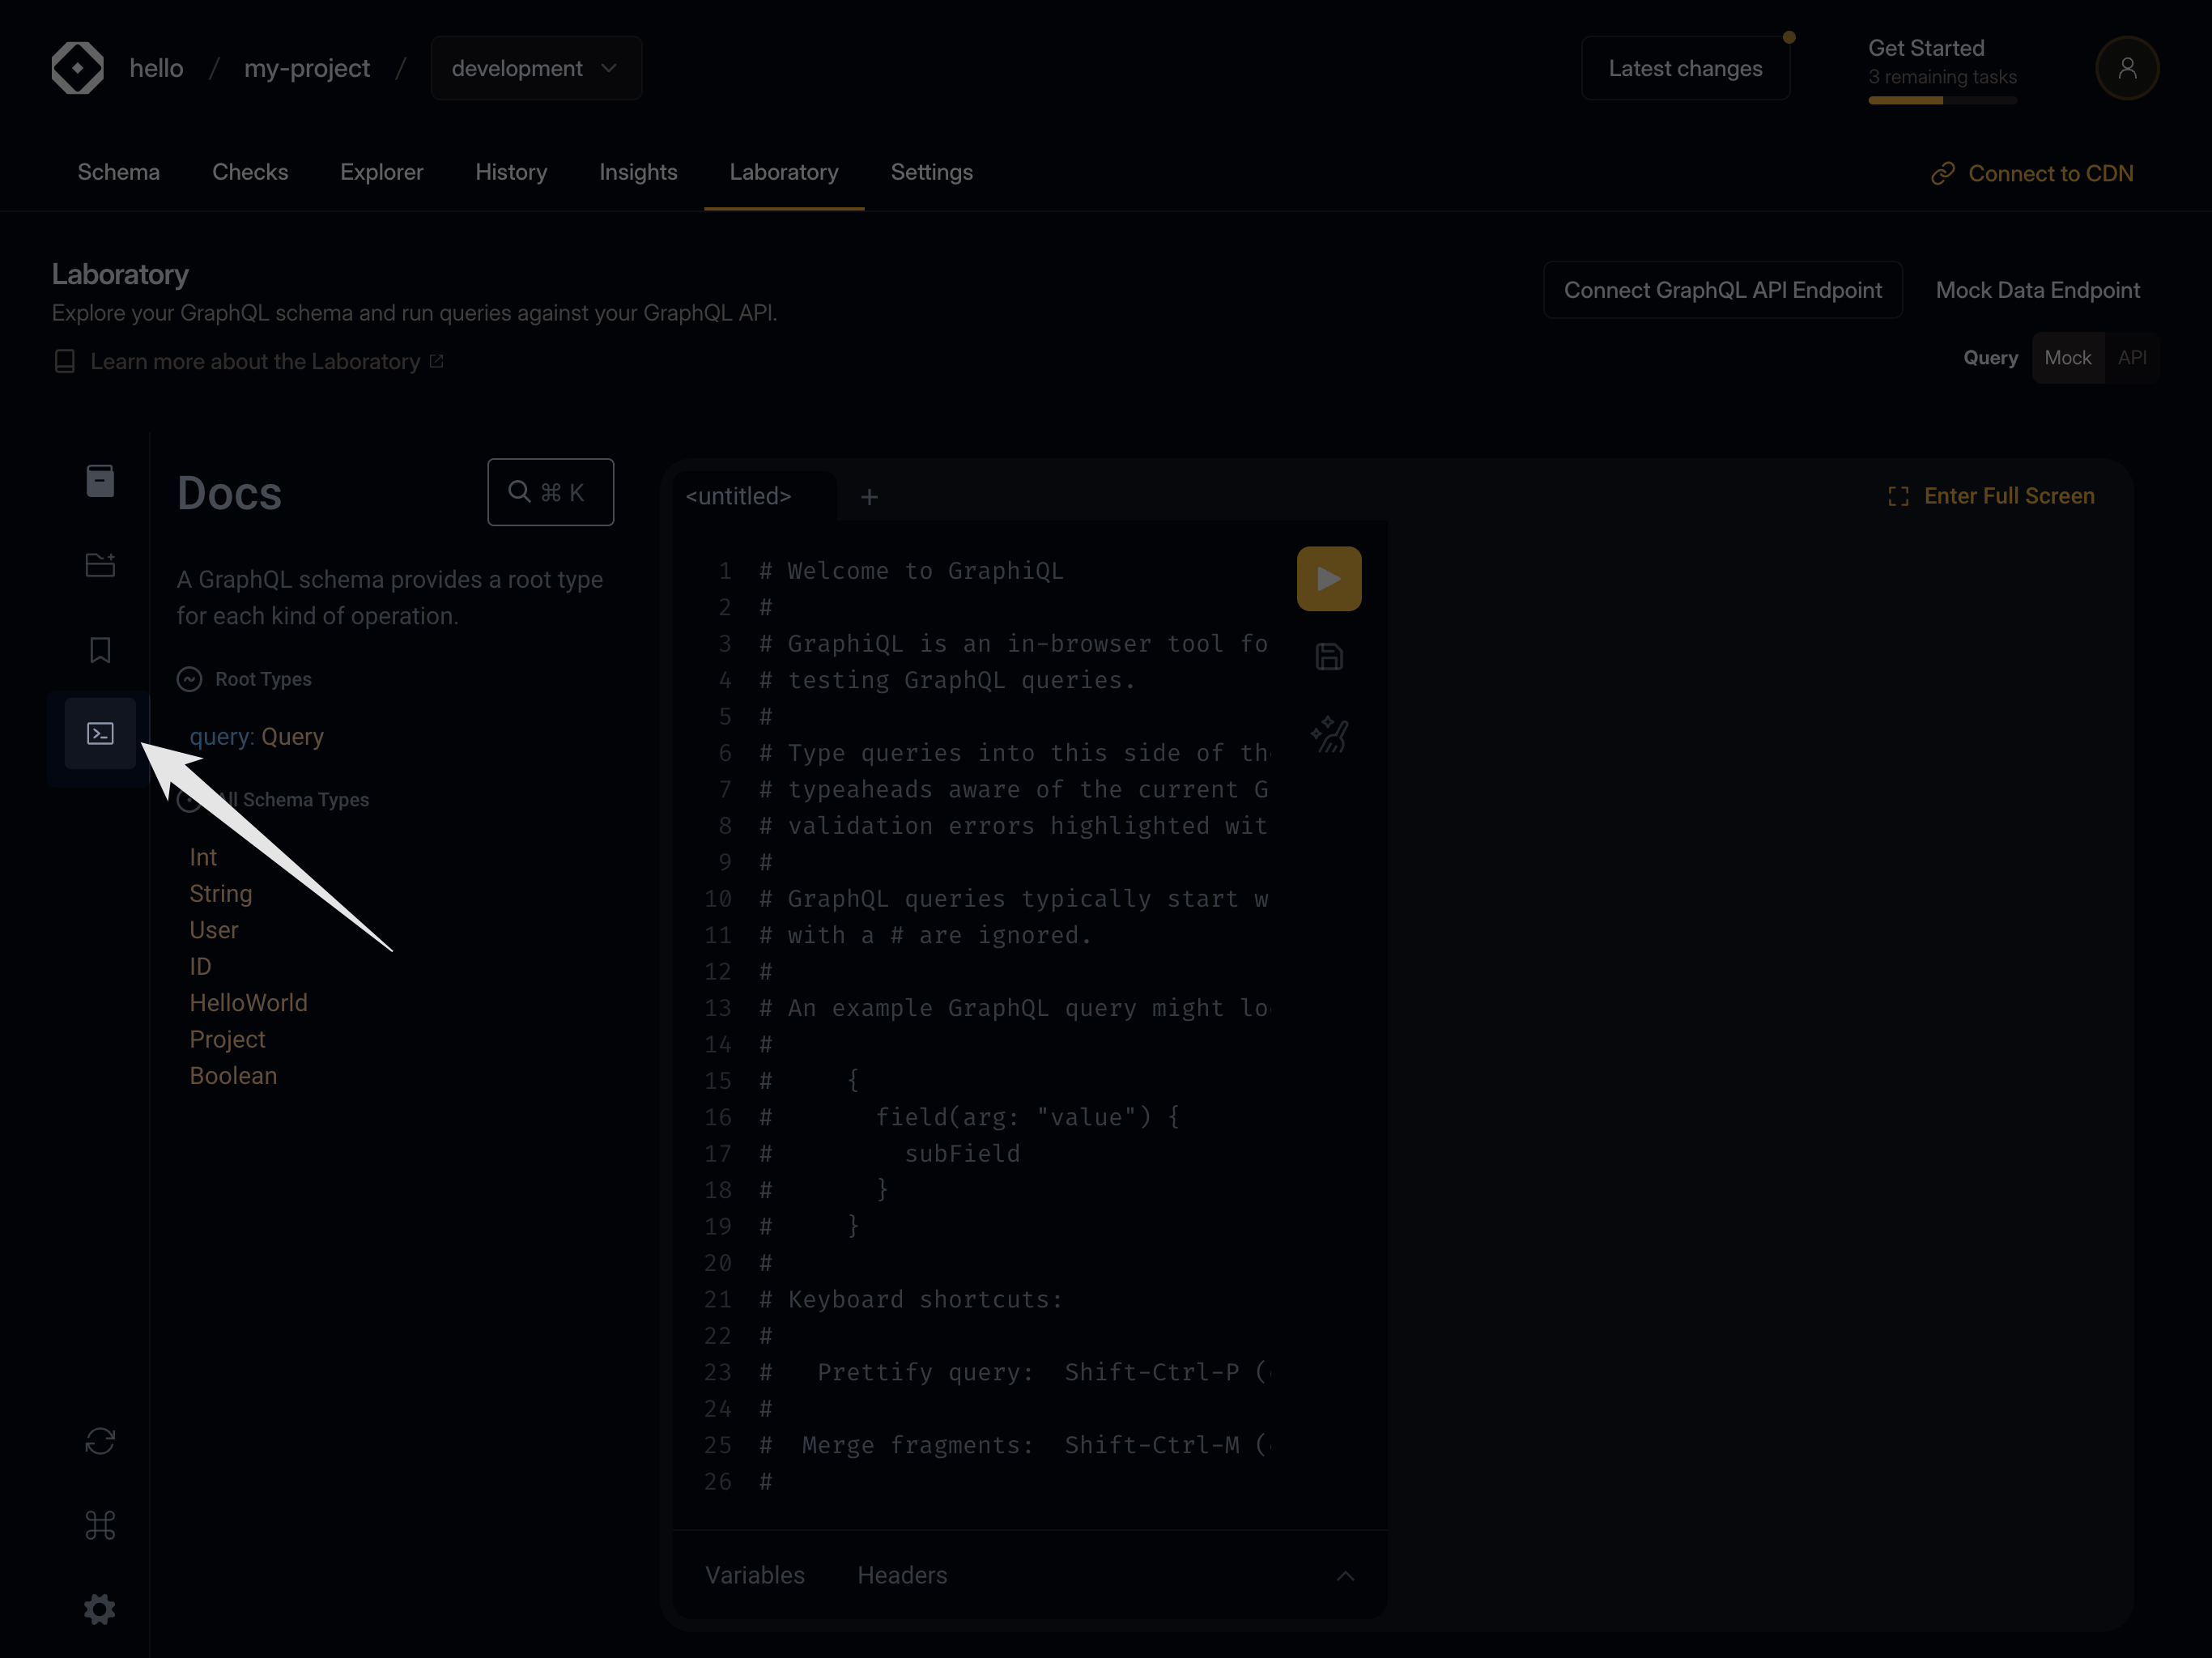 hello / my-project / development
Latest changes
Get Started
3 remaining tasks
Schema Checks Explorer History Insights Laboratory Settings
Connect to CDN
Laboratory
Explore your GraphQL schema and run queries against your GraphQL API.
Learn more about the Laboratory
Connect GraphQL API Endpoint
Mock Data Endpoint
Query Mock API
Docs
⌘ K
A GraphQL schema provides a root type
for each kind of operation.
Root Types
query: Query
Schema Types
Int
String
User
ID
HelloWorld
Project
Boolean
<untitled> +
Enter Full Screen
1 # Welcome to GraphiQL
2 #
3 # GraphiQL is an in-browser tool fo
4 # testing GraphQL queries.
5 #
6 # Type queries into this side of th
7 # typeaheads aware of the current G
8 # validation errors highlighted wit
9 #
10 # GraphQL queries typically start w
11 # with a # are ignored.
12 #
13 # An example GraphQL query might lo
14 #
15 #     {
16 #       field(arg: "value") {
17 #         subField
18 #       }
19 #     }
20 #
21 # Keyboard shortcuts:
22 #
23 #   Prettify query:  Shift-Ctrl-P (
24 #
25 #  Merge fragments:  Shift-Ctrl-M (
26 #
Variables Headers